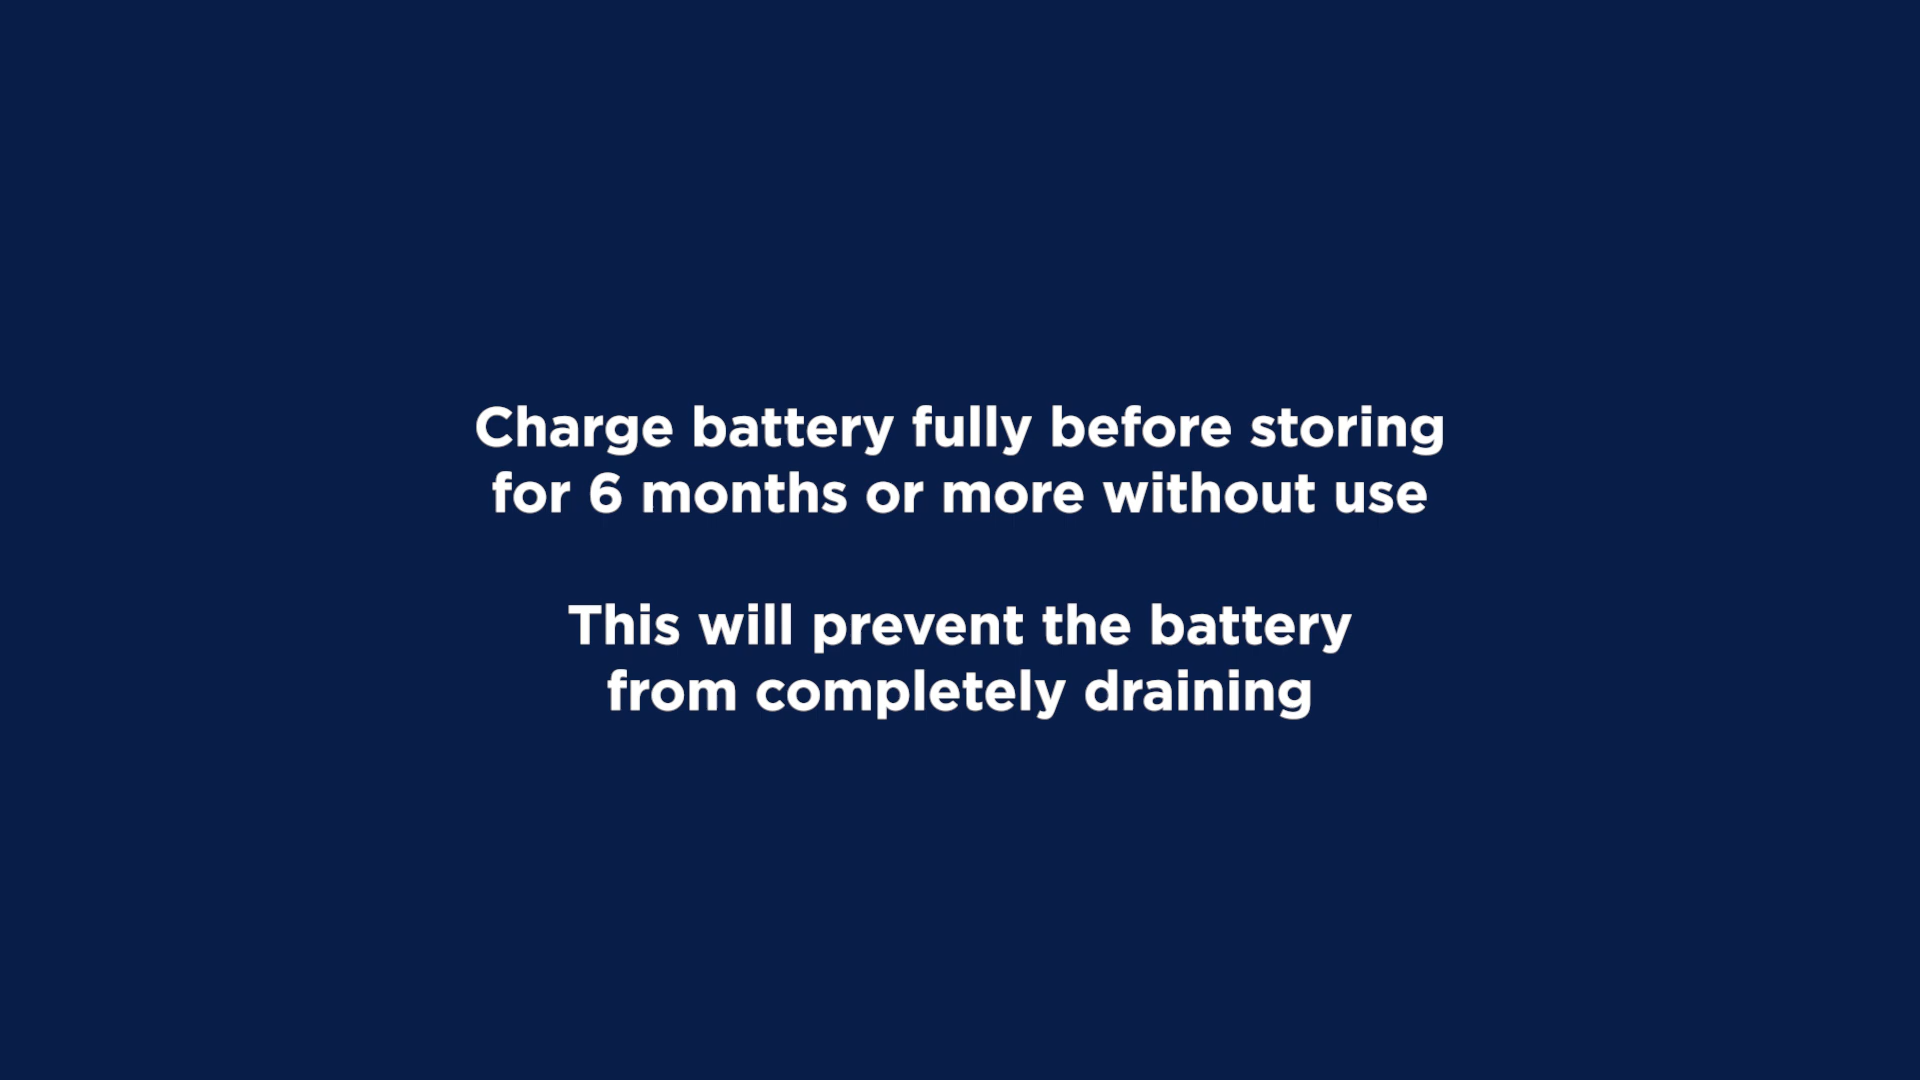 Charge battery fully before storing
for 6 months or more without use
This will prevent the battery
from completely draining